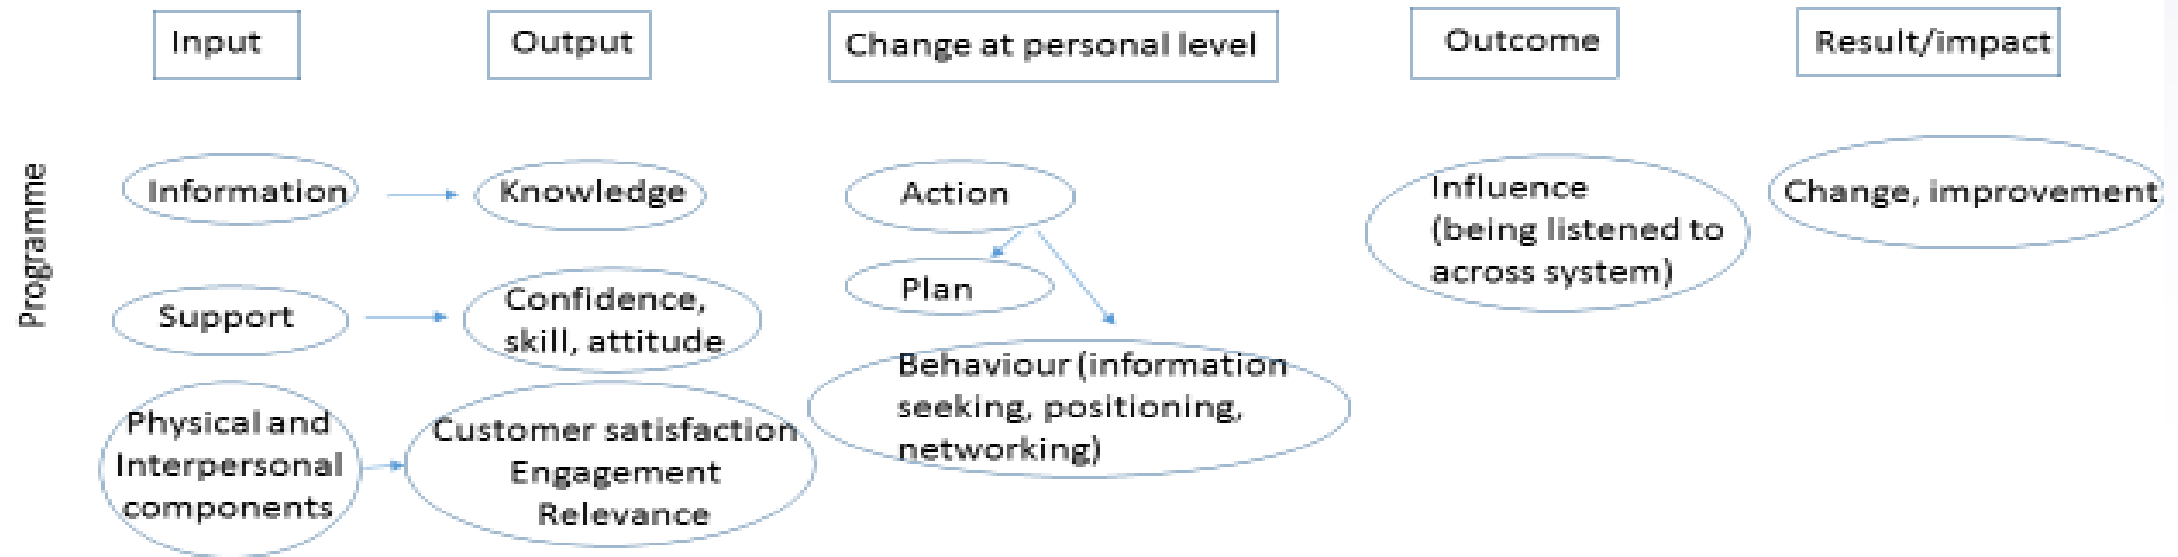 Input
Output
Change at personal level
Outcome
Result/impact
Programme
Information
Knowledge
Action
Plan
Influence
(being listened to
across system)
Change, improvement
Support
Confidence,
skill, attitude
Behaviour (information
seeking, positioning,
networking)
Physical and
Interpersonal
components
Customer satisfaction
Engagement
Relevance